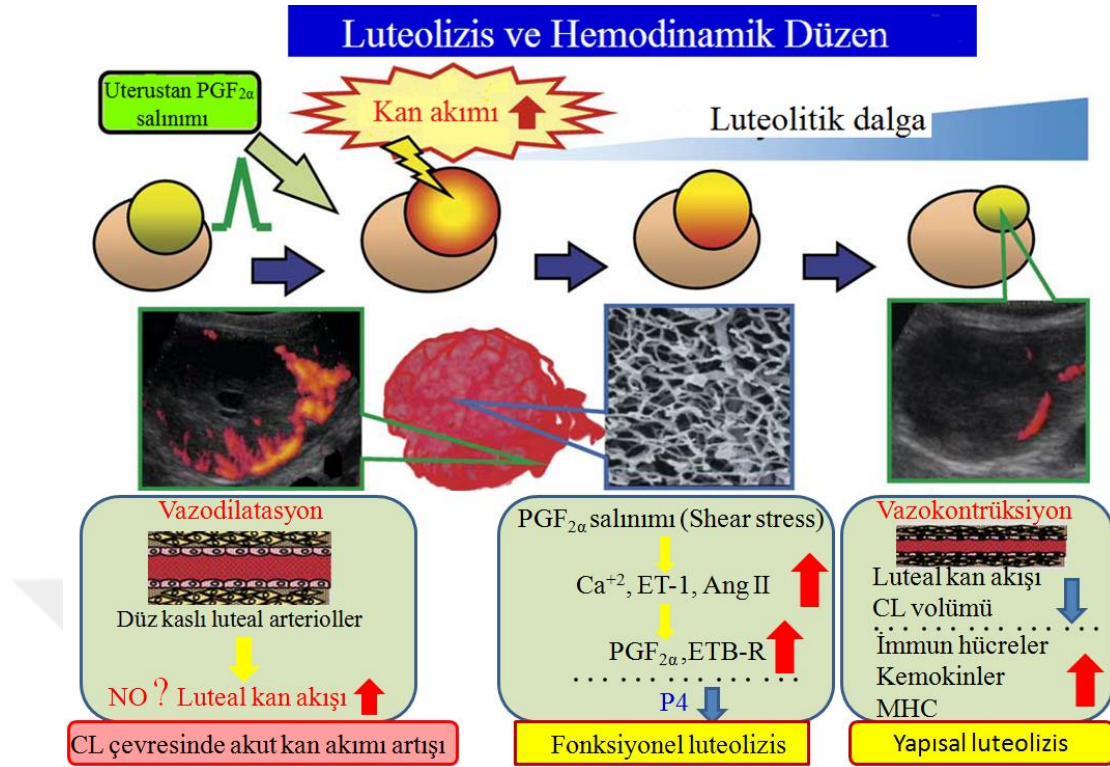 Luteolizis ve Hemodinamik Düzen
Uterustan PGF2α
salınımı
Kan akımı
Luteolitik dalga
Vazodilatasyon
Düz kaslı luteal arterioller
NO ? Luteal kan akışı
CL çevresinde akut kan akımı artışı
PGF2α salınımı (Shear stress)
Ca+2, ET-1, Ang II
PGF2α,ETB-R
P4
Fonksiyonel luteolizis
Vazokontrüksiyon
Luteal kan akışı
CL volümü
İmmun hücreler
Kemokinler
MHC
Yapısal luteolizis